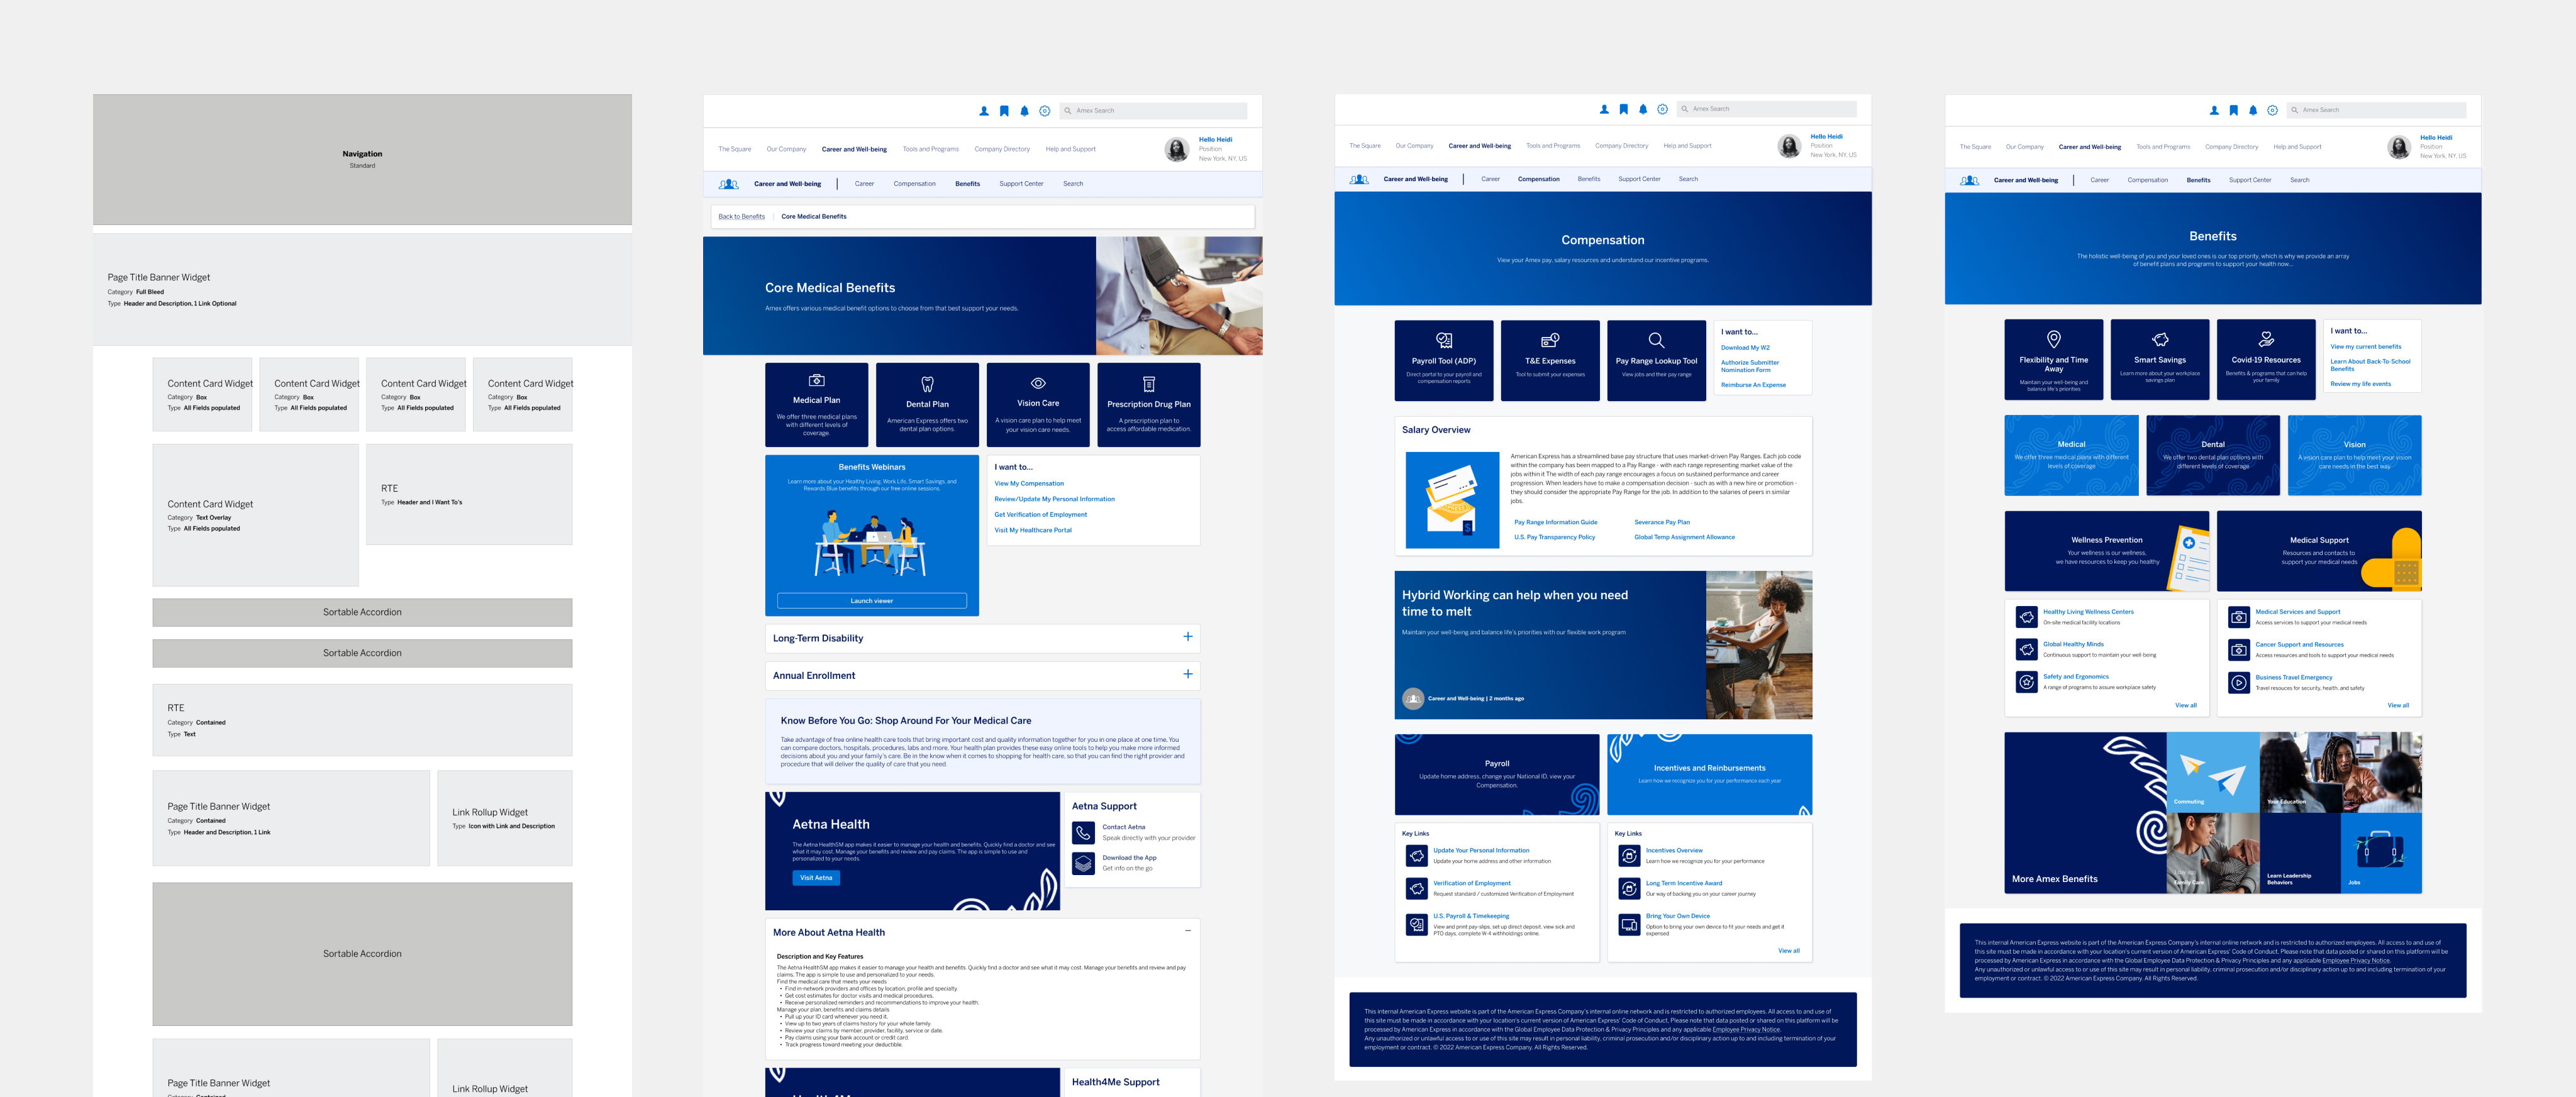 Navigation
Standard
Page Title Banner Widget
Category Full Bleed
Type Header and Description, 1 Link Optional
Content Card Widget
Category Box
Type All Fields populated
Content Card Widget
Category Box
Type All Fields populated
Content Card Widget
Category Box
Type All Fields populated
Content Card Widget
Category Box
Type All Fields populated
Content Card Widget
Category Text Overlay
Type All Fields populated
RTE
Type Header and I Want To's
Sortable Accordion
Sortable Accordion
RTE
Category Contained
Type Text
Page Title Banner Widget
Category Contained
Type Header and Description, 1 Link
Link Rollup Widget
Type Icon with Link and Description
Sortable Accordion
Page Title Banner Widget
Link Rollup Widget
Amex Search
The Square Our Company Career and Well-being Tools and Programs Company Directory Help and Support
Hello Heidi
Position
New York, NY, US
Career and Well-being Career Compensation Benefits Support Center Search
Back to Benefits Core Medical Benefits
Core Medical Benefits
Amex offers various medical benefit options to choose from that best support your needs.
Medical Plan
We offer three medical plans
with different levels of
coverage.
Dental Plan
American Express offers two
dental plan options.
Vision Care
A vision care plan to help meet
your vision care needs.
Prescription Drug Plan
A prescription plan to
access affordable medication.
Benefits Webinars
Learn more about your Healthy Living, Work Life, Smart Savings, and
Rewards Blue benefits through our free online sessions.
Launch viewer
I want to...
View My Compensation
Review/Update My Personal Information
Get Verification of Employment
Visit My Healthcare Portal
Long-Term Disability
Annual Enrollment
Know Before You Go: Shop Around For Your Medical Care
Take advantage of free online health care tools that bring important cost and quality information together for you in one place at one time. You
can compare doctors, hospitals, procedures, labs and more. Your health plan provides these easy online tools to help you make more informed
decisions about you and your family's care. Be in the know when it comes to shopping for health care, so that you can find the right provider and
procedure that will deliver the quality of care that you need.
Aetna Health
The Aetna HealthSM app makes it easier to manage your health and benefits. Quickly find a doctor and see
what it may cost. Manage your benefits and review and pay claims. The app is simple to use and
personalized to your needs.
Visit Aetna
Aetna Support
Contact Aetna
Speak directly with your provider
Download the App
Get info on the go
More About Aetna Health
Description and Key Features
The Aetna HealthSM app makes it easier to manage your health and benefits. Quickly find a doctor and see what it may cost. Manage your benefits and review and pay
claims. The app is simple to use and personalized to your needs.
Find the medical care that meets your needs
• Find in-network providers and offices by location, profile and specialty.
• Get cost estimates for doctor visits and medical procedures.
• Receive personalized reminders and recommendations to improve your health.
Manage your plan, benefits and claims details
• Pull up your ID card whenever you need it.
• View up to two years of claims history for your whole family.
• Review your claims by member, provider, facility, service or date.
• Pay claims using your bank account or credit card.
• Track progress toward meeting your deductible.
Health4Me Support
Amex Search
The Square Our Company Career and Well-being Tools and Programs Company Directory Help and Support
Hello Heidi
Position
New York, NY, US
Career and Well-being Career Compensation Benefits Support Center Search
Compensation
View your Amex pay, salary resources and understand our incentive programs.
Payroll Tool (ADP)
Direct portal to your payroll and
compensation reports
T&E Expenses
Tool to submit your expenses
Pay Range Lookup Tool
View jobs and their pay range
I want to...
Download My W2
Authorize Submitter
Nomination Form
Reimburse An Expense
Salary Overview
American Express has a streamlined base pay structure that uses market-driven Pay Ranges. Each job code
within the company has been mapped to a Pay Range - with each range representing market value of the
jobs within it The width of each pay range encourages a focus on sustained performance and career
progression. When leaders have to make a compensation decision - such as with a new hire or promotion -
they should consider the appropriate Pay Range for the job. In addition to the salaries of peers in similar
jobs.
Pay Range Information Guide Severance Pay Plan
U.S. Pay Transparency Policy Global Temp Assignment Allowance
Hybrid Working can help when you need
time to melt
Maintain your well-being and balance life's priorities with our flexible work program
Career and Well-being | 2 months ago
Payroll
Update home address, change your National ID, view your
Compensation.
Incentives and Reinbursements
Learn how we recognize you for your performance each year
Key Links
Update Your Personal Information
Update your home address and other information
Verification of Employment
Request standard / customized Verification of Employment
U.S. Payroll & Timekeeping
View and print pay-slips, set up direct deposit, view sick and
PTO days, complete W-4 withholdings online.
Key Links
Incentives Overview
Learn how we recognize you for your performance
Long Term Incentive Award
Our way of backing you on your career journey
Bring Your Own Device
Option to bring your own device to fit your needs and get it
expensed
View all
This internal American Express website is part of the American Express Company's internal online network and is restricted to authorized employees. All access to and use of
this site must be made in accordance with your location's current version of American Express' Code of Conduct. Please note that data posted or shared on this platform will be
processed by American Express in accordance with the Global Employee Data Protection & Privacy Principles and any applicable Employee Privacy Notice.
Any unauthorized or unlawful access to or use of this site may result in personal liability, criminal prosecution and/or disciplinary action up to and including termination of your
employment or contract. © 2022 American Express Company. All Rights Reserved.
Amex Search
The Square Our Company Career and Well-being Tools and Programs Company Directory Help and Support
Hello Heidi
Position
New York, NY, US
Career and Well-being Career Compensation Benefits Support Center Search
Benefits
The holistic well-being of you and your loved ones is our top priority, which is why we provide an array
of benefit plans and programs to support your health now...
Flexibility and Time
Away
Maintain your well-being and
balance life's priorities
Smart Savings
Learn more about your workplace
savings plan
Covid-19 Resources
Benefits & programs that can help
your family
I want to...
View my current benefits
Learn About Back-To-School
Benefits
Review my life events
Medical
We offer three medical plans with different
levels of coverage
Dental
We offer two dental plan options with
different levels of coverage
Vision
A vision care plan to help meet your vision
care needs in the best way
Wellness Prevention
Your wellness is our wellness,
we have resources to keep you healthy
Medical Support
Resources and contacts to
support your medical needs
Healthy Living Wellness Centers
On-site medical facility locations
Global Healthy Minds
Continuous support to maintain your well-being
Safety and Ergonomics
A range of programs to assure workplace safety
View all
Medical Services and Support
Access services to support your medical needs
Cancer Support and Resources
Access resources and tools to support your medical needs
Business Travel Emergency
Travel resouces for security, health, and safety
View all
More Amex Benefits
Commuting
Your Education
Family Care
Learn Leadership
Behaviors
Jobs
This internal American Express website is part of the American Express Company's internal online network and is restricted to authorized employees. All access to and use of
this site must be made in accordance with your location's current version of American Express' Code of Conduct. Please note that data posted or shared on this platform will be
processed by American Express in accordance with the Global Employee Data Protection & Privacy Principles and any applicable Employee Privacy Notice.
Any unauthorized or unlawful access to or use of this site may result in personal liability, criminal prosecution and/or disciplinary action up to and including termination of your
employment or contract. © 2022 American Express Company. All Rights Reserved.